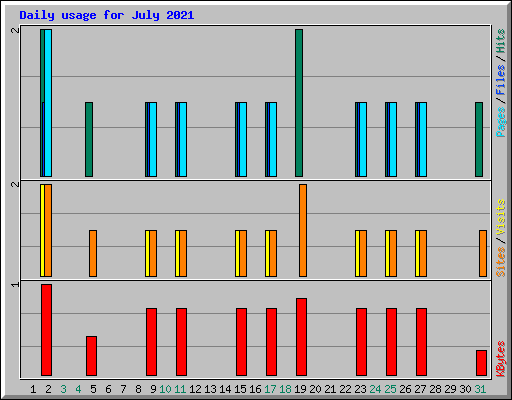 Daily usage for July 2021
2
Pages/Files/Hits
2
Sites/Visits
1
KBytes
1 2 3 4 5 6 7 8 9 10 11 12 13 14 15 16 17 18 19 20 21 22 23 24 25 26 27 28 29 30 31